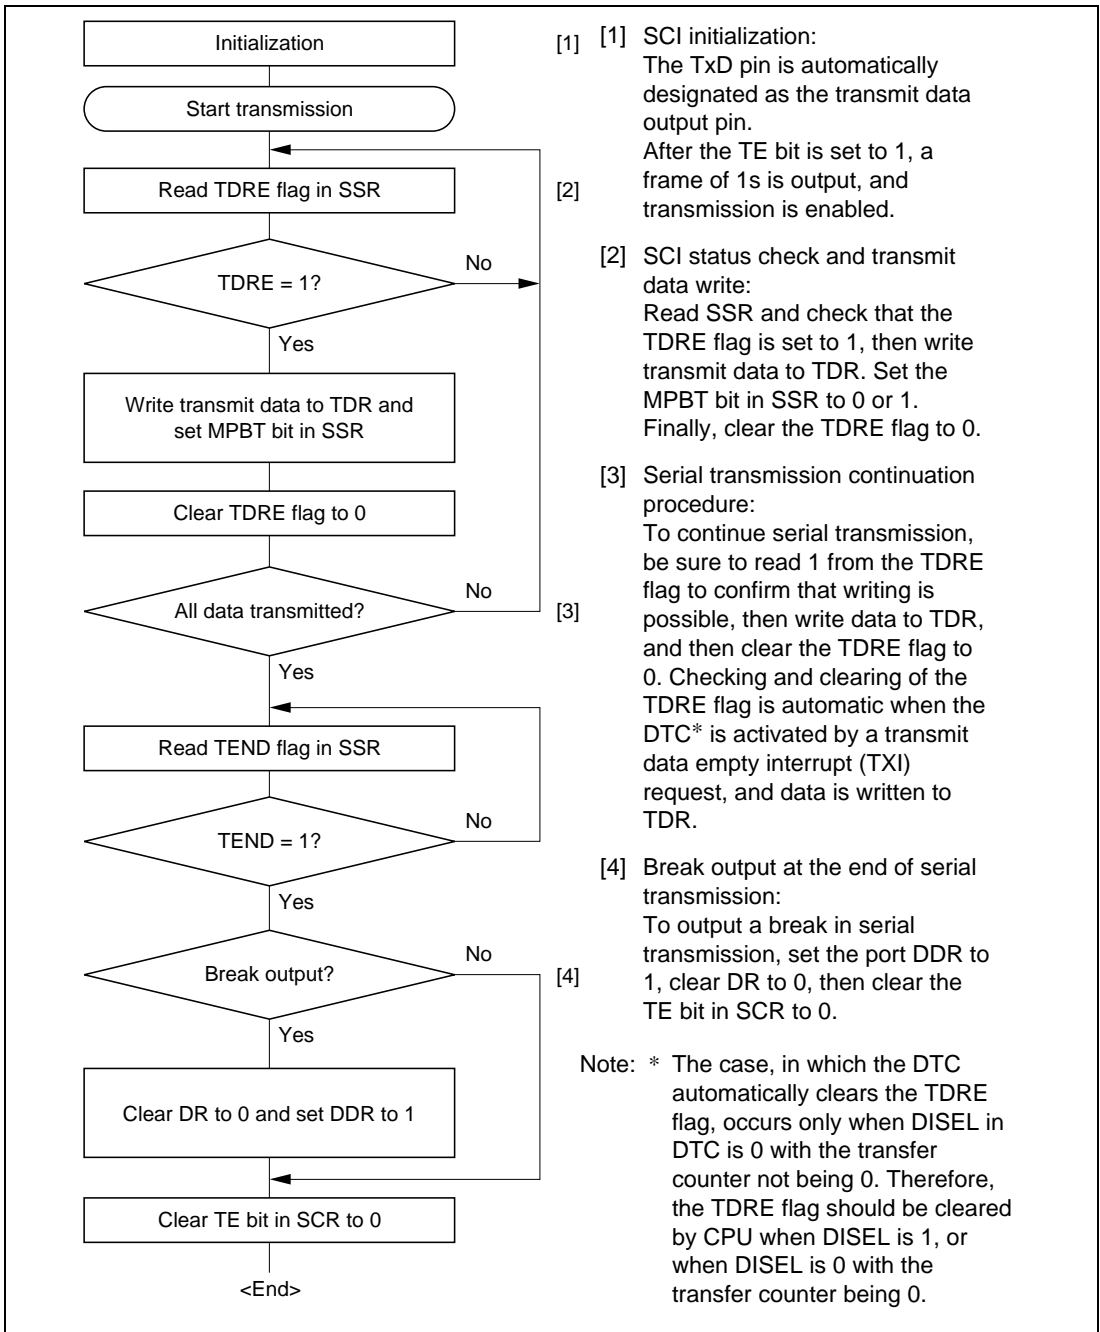 Initialization
[1]
Start transmission
Read TDRE flag in SSR
[2]
TDRE = 1?
No
Yes
Write transmit data to TDR and
set MPBT bit in SSR
Clear TDRE flag to 0
All data transmitted?
No
[3]
Yes
Read TEND flag in SSR
TEND = 1?
No
Yes
Break output?
No
[4]
Yes
Clear DR to 0 and set DDR to 1
Clear TE bit in SCR to 0
<End>
[1] SCI initialization:
The TxD pin is automatically
designated as the transmit data
output pin.
After the TE bit is set to 1, a
frame of 1s is output, and
transmission is enabled.
[2] SCI status check and transmit
data write:
Read SSR and check that the
TDRE flag is set to 1, then write
transmit data to TDR. Set the
MPBT bit in SSR to 0 or 1.
Finally, clear the TDRE flag to 0.
[3] Serial transmission continuation
procedure:
To continue serial transmission,
be sure to read 1 from the TDRE
flag to confirm that writing is
possible, then write data to TDR,
and then clear the TDRE flag to
0. Checking and clearing of the
TDRE flag is automatic when the
DTC* is activated by a transmit
data empty interrupt (TXI)
request, and data is written to
TDR.
[4] Break output at the end of serial
transmission:
To output a break in serial
transmission, set the port DDR to
1, clear DR to 0, then clear the
TE bit in SCR to 0.
Note: * The case, in which the DTC
automatically clears the TDRE
flag, occurs only when DISEL in
DTC is 0 with the transfer
counter not being 0. Therefore,
the TDRE flag should be cleared
by CPU when DISEL is 1, or
when DISEL is 0 with the
transfer counter being 0.